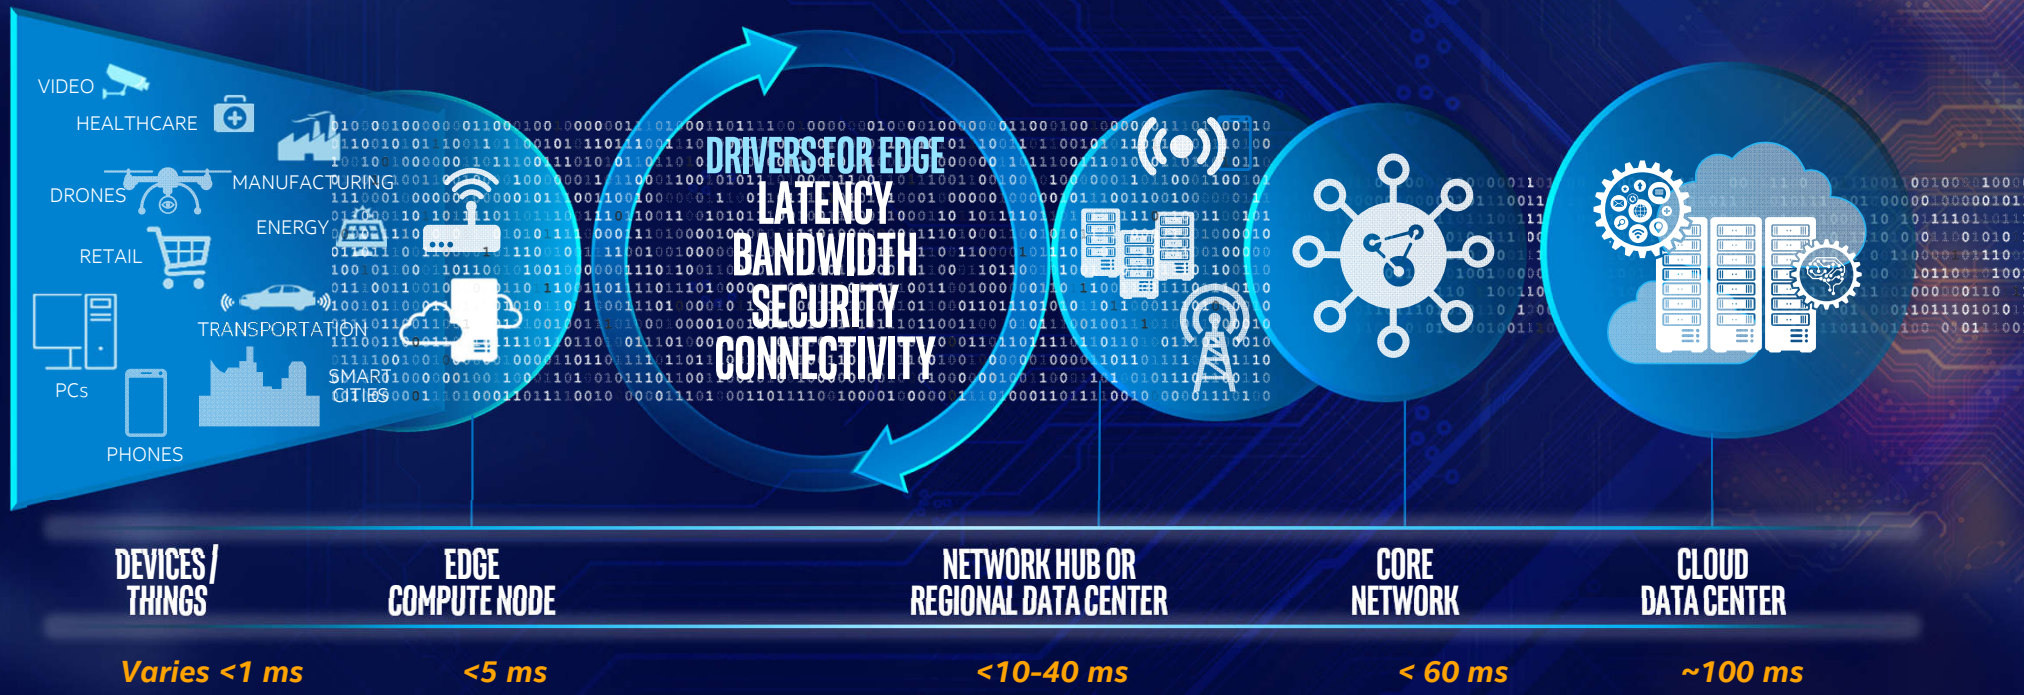 VIDEO
HEALTHCARE
DRONES
MANUFACTURING
ENERGY
RETAIL
TRANSPORTATION
PCs
SMART
CITIES
PHONES
DRIVERS FOR EDGE
LATENCY
BANDWIDTH
SECURITY
CONNECTIVITY
DEVICES /
THINGS
EDGE
COMPUTE NODE
NETWORK HUB OR
REGIONAL DATA CENTER
CORE
NETWORK
CLOUD
DATA CENTER
Varies <1 ms
<5 ms
<10-40 ms
< 60 ms
~100 ms